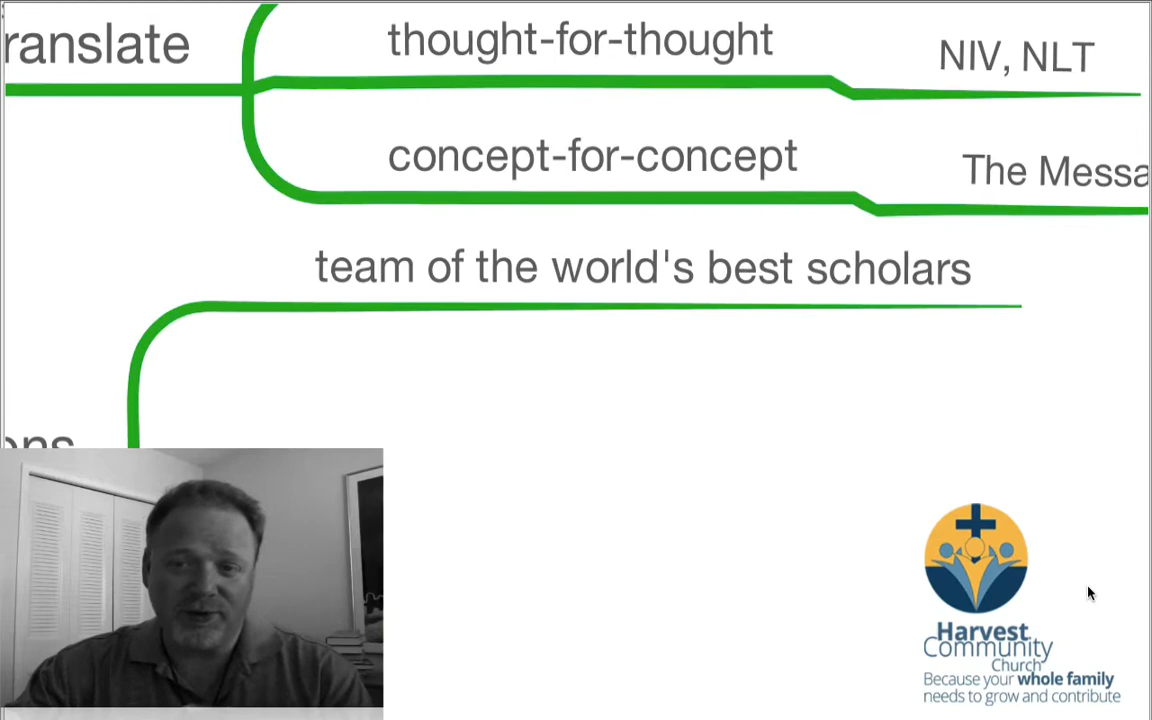 ranslate
thought-for-thought
NIV, NLT
concept-for-concept
The Messa
team of the world's best scholars
ons
Harvest
Community
Church
Because your whole family
needs to grow and contribute